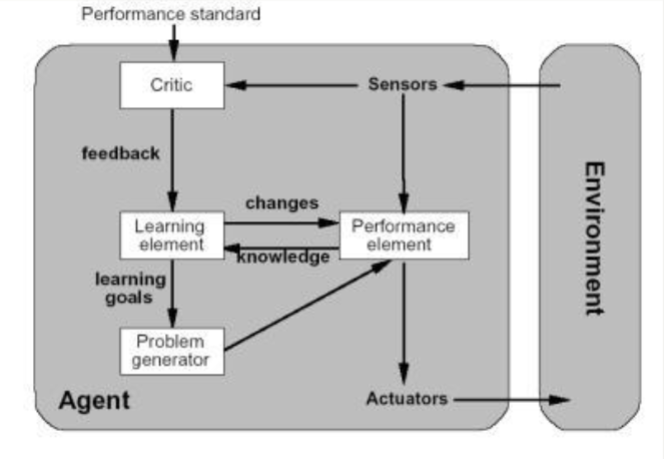 Performance standard
Critic
Sensors
feedback
Environment
changes
Learning
element
Performance
element
knowledge
learning
goals
Problem
generator
Agent
Actuators